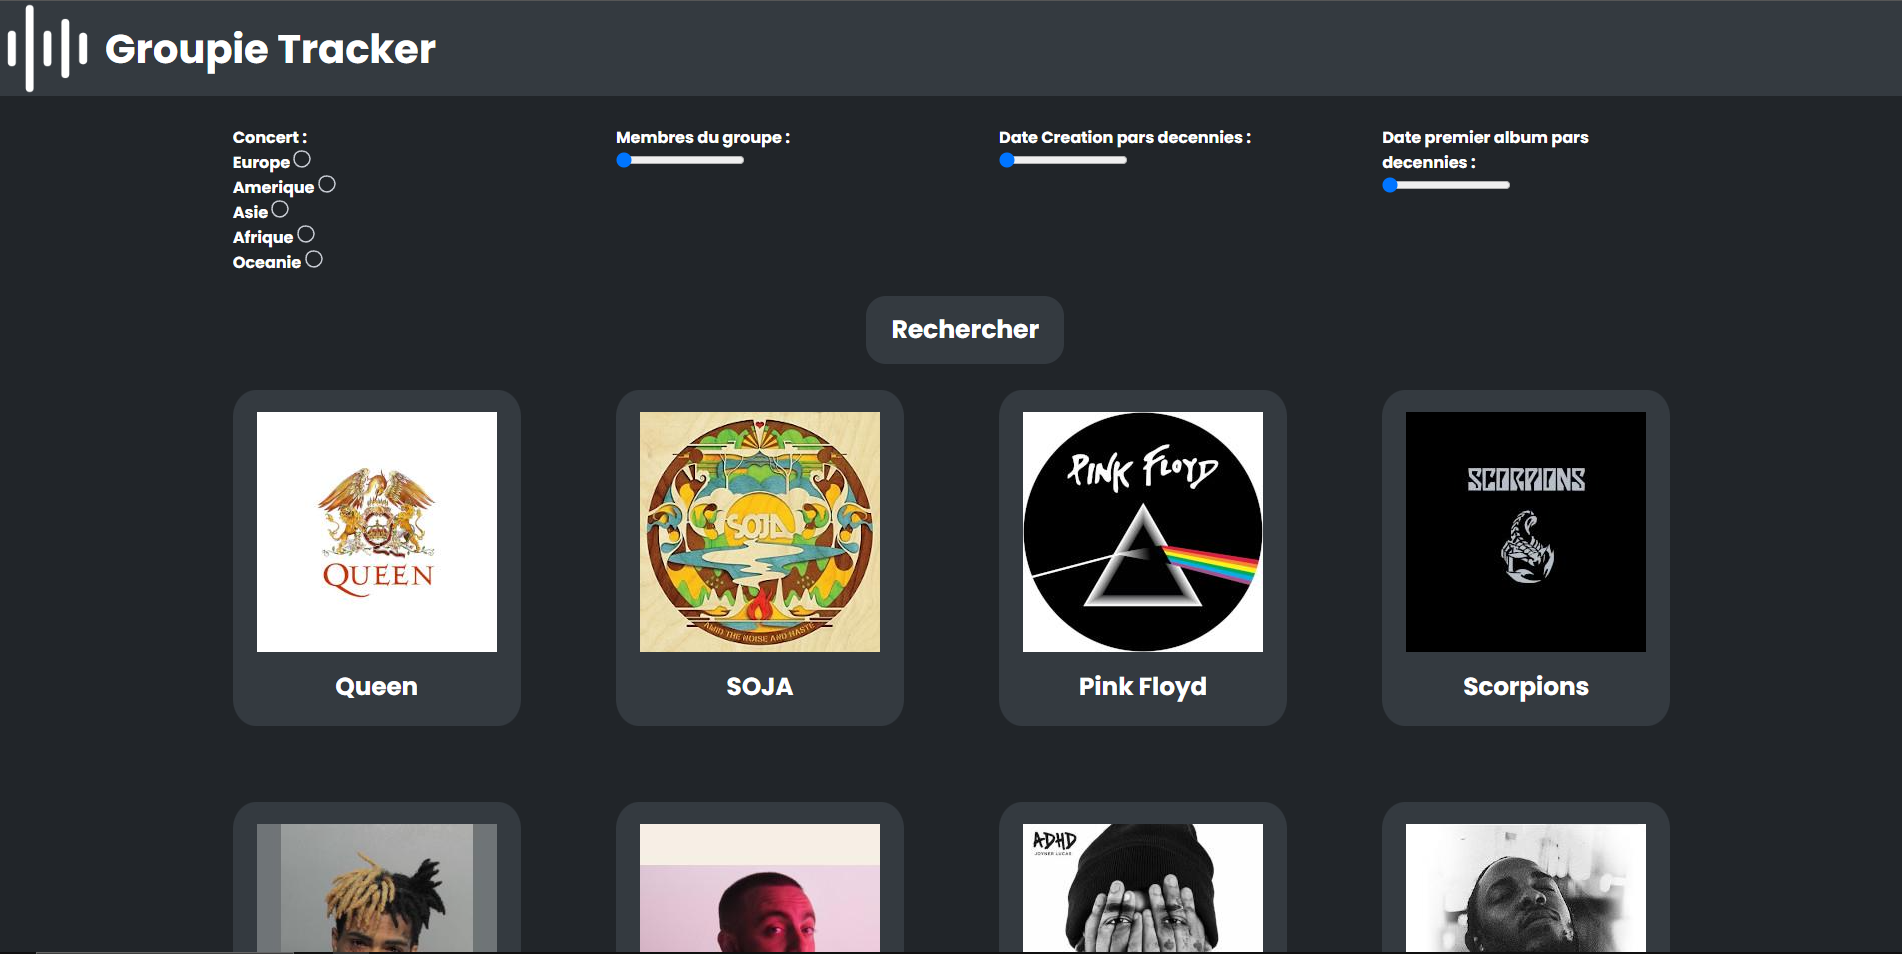 Groupie Tracker
Concert :
Europe
Amerique
Asie
Afrique
Oceanie
Membres du groupe :
Date Creation pars decennies :
Date premier album pars
decennies :
Rechercher
QUEEN
Queen
SOJA
AMID THE NOISE AND HASTE
SOJA
PINK FLOYD
Pink Floyd
SCORPIONS
Scorpions
ADHD
JOYNER LUCAS